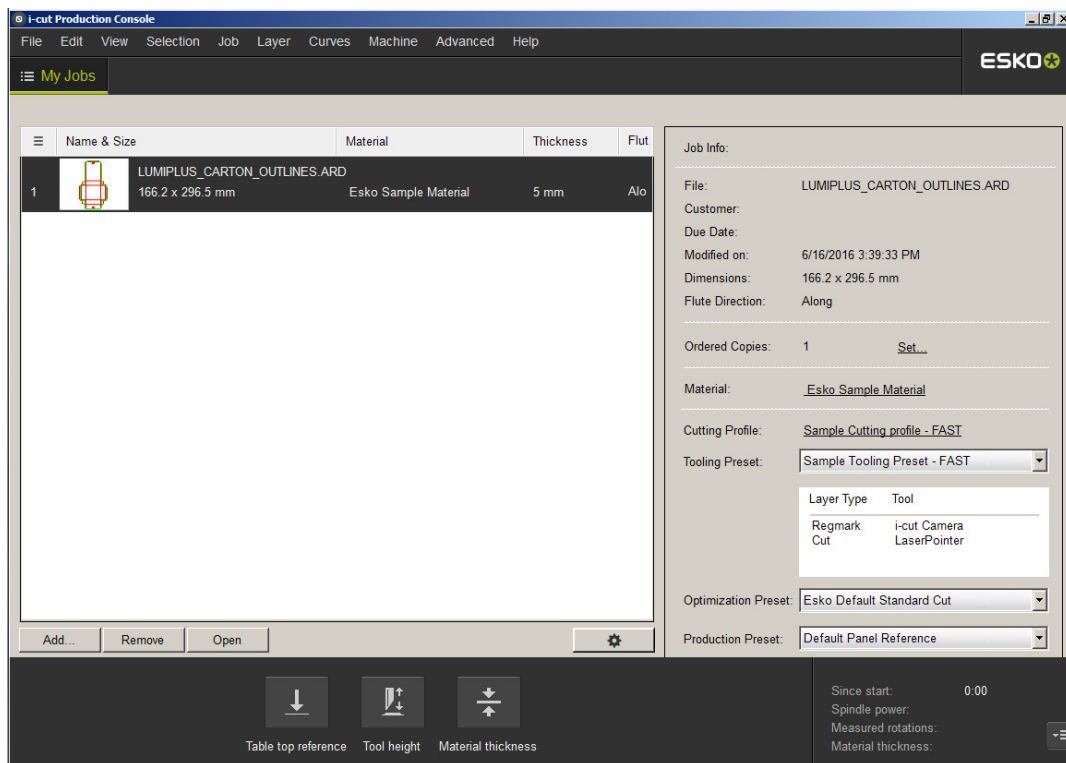 i-cut Production Console
File Edit View Selection Job Layer Curves Machine Advanced Help
ESKO
My Jobs
Name & Size Material Thickness Flut
1
LUMIPLUS_CARTON_OUTLINES.ARD
166.2 x 296.5 mm Esko Sample Material 5 mm Alo
Add... Remove Open
Job Info:
File: LUMIPLUS_CARTON_OUTLINES.ARD
Customer:
Due Date:
Modified on: 6/16/2016 3:39:33 PM
Dimensions: 166.2 x 296.5 mm
Flute Direction: Along
Ordered Copies: 1 Set...
Material: Esko Sample Material
Cutting Profile: Sample Cutting profile - FAST
Tooling Preset: Sample Tooling Preset - FAST
Layer Type Tool
Regmark i-cut Camera
Cut LaserPointer
Optimization Preset: Esko Default Standard Cut
Production Preset: Default Panel Reference
Table top reference Tool height Material thickness
Since start: 0:00
Spindle power:
Measured rotations:
Material thickness: